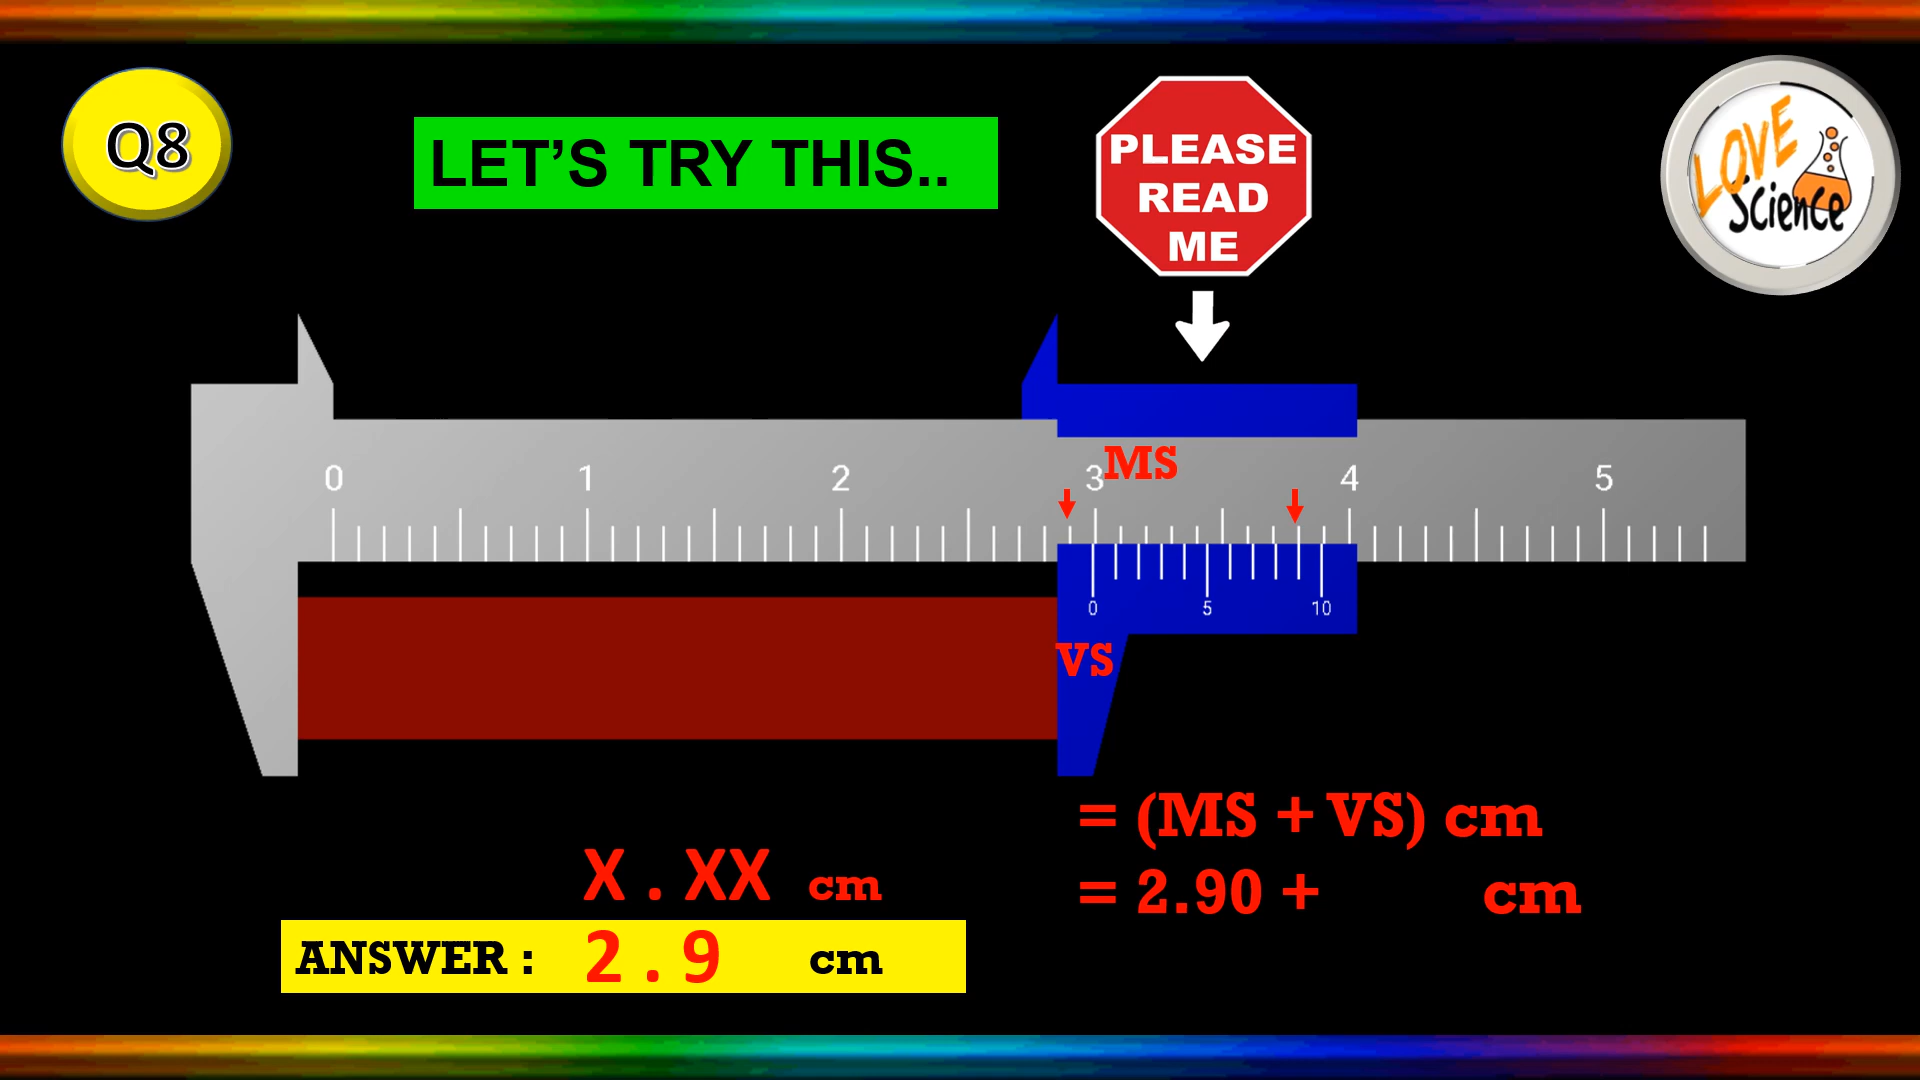 Q8
LET'S TRY THIS..
PLEASE
READ
ME
LOVE
Science
MS
0 1 2 3 4 5
0 5 10
VS
= (MS + VS) cm
= 2.90 + cm
X.XX cm
ANSWER : 2.9 cm